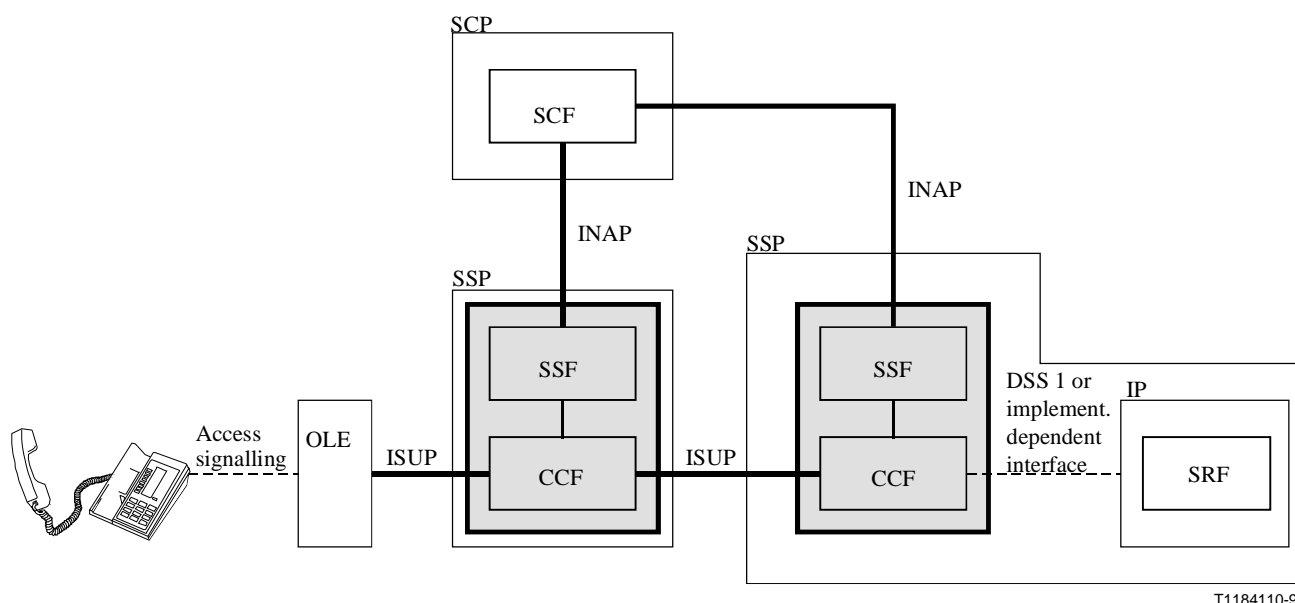 SCP
SCF
INAP
INAP
SSP
SSP
SSF
SSF
DSS 1 or
implement.
dependent
interface
IP
Access
signalling
OLE
ISUP
CCF
ISUP
CCF
SRF
T1184110-9